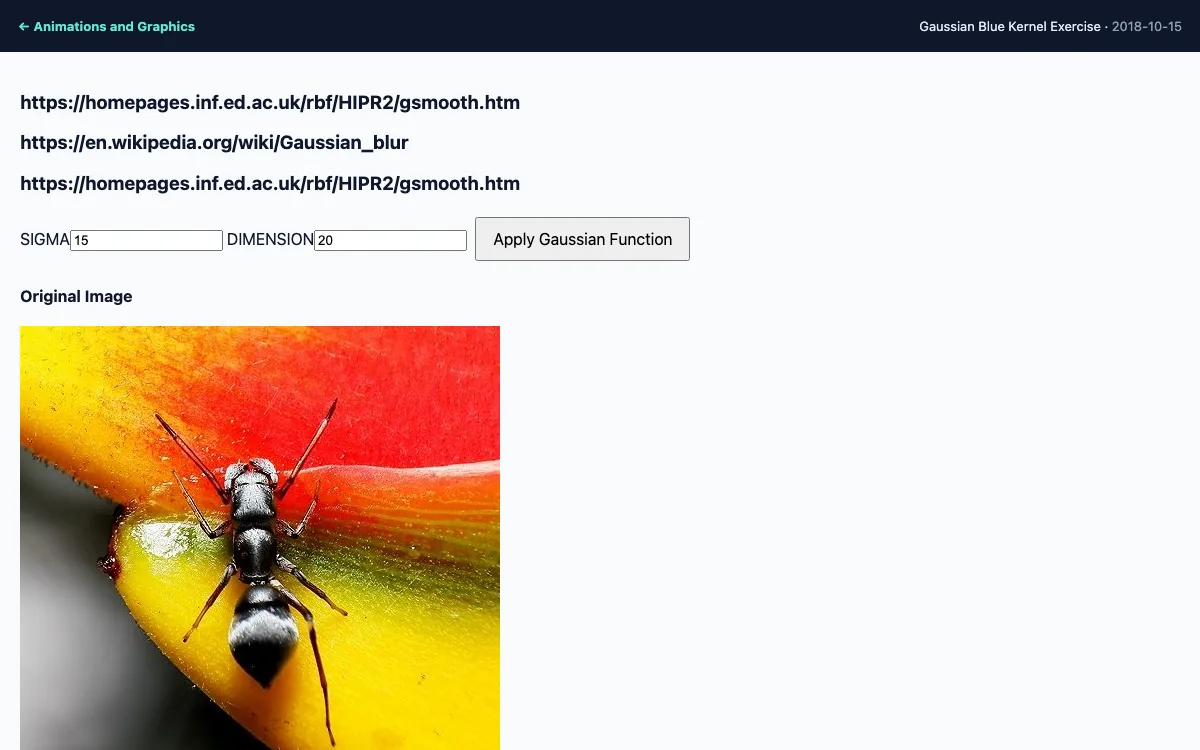 ← Animations and Graphics
Gaussian Blue Kernel Exercise · 2018-10-15
https://homepages.inf.ed.ac.uk/rbf/HIPR2/gsmooth.htm
https://en.wikipedia.org/wiki/Gaussian_blur
https://homepages.inf.ed.ac.uk/rbf/HIPR2/gsmooth.htm
SIGMA 15 DIMENSION 20 Apply Gaussian Function
Original Image